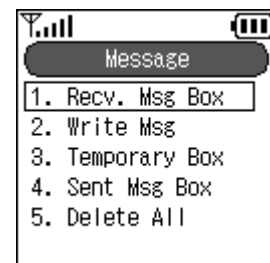 Message
1. Recv. Msg Box
2. Write Msg
3. Temporary Box
4. Sent Msg Box
5. Delete All